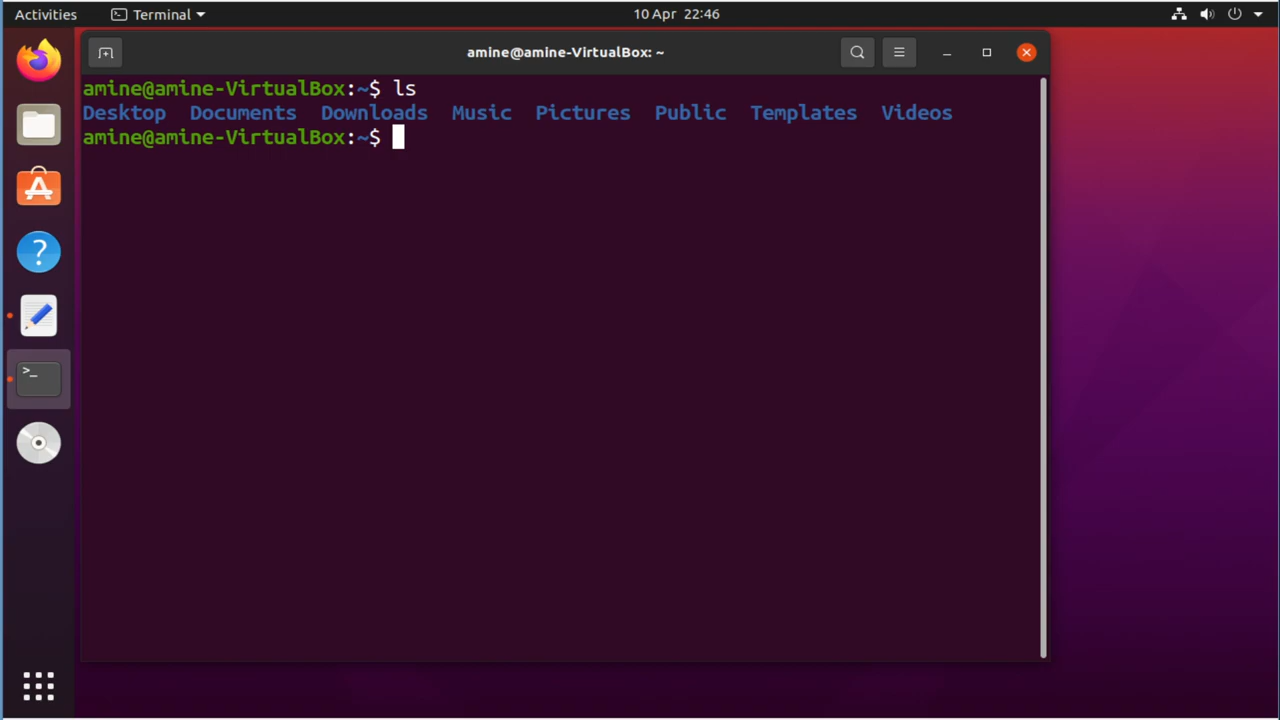 Activities Terminal 10 Apr 22:46
amine@amine-VirtualBox: ~
amine@amine-VirtualBox:~$ ls
Desktop Documents Downloads Music Pictures Public Templates Videos
amine@amine-VirtualBox:~$
?
>_